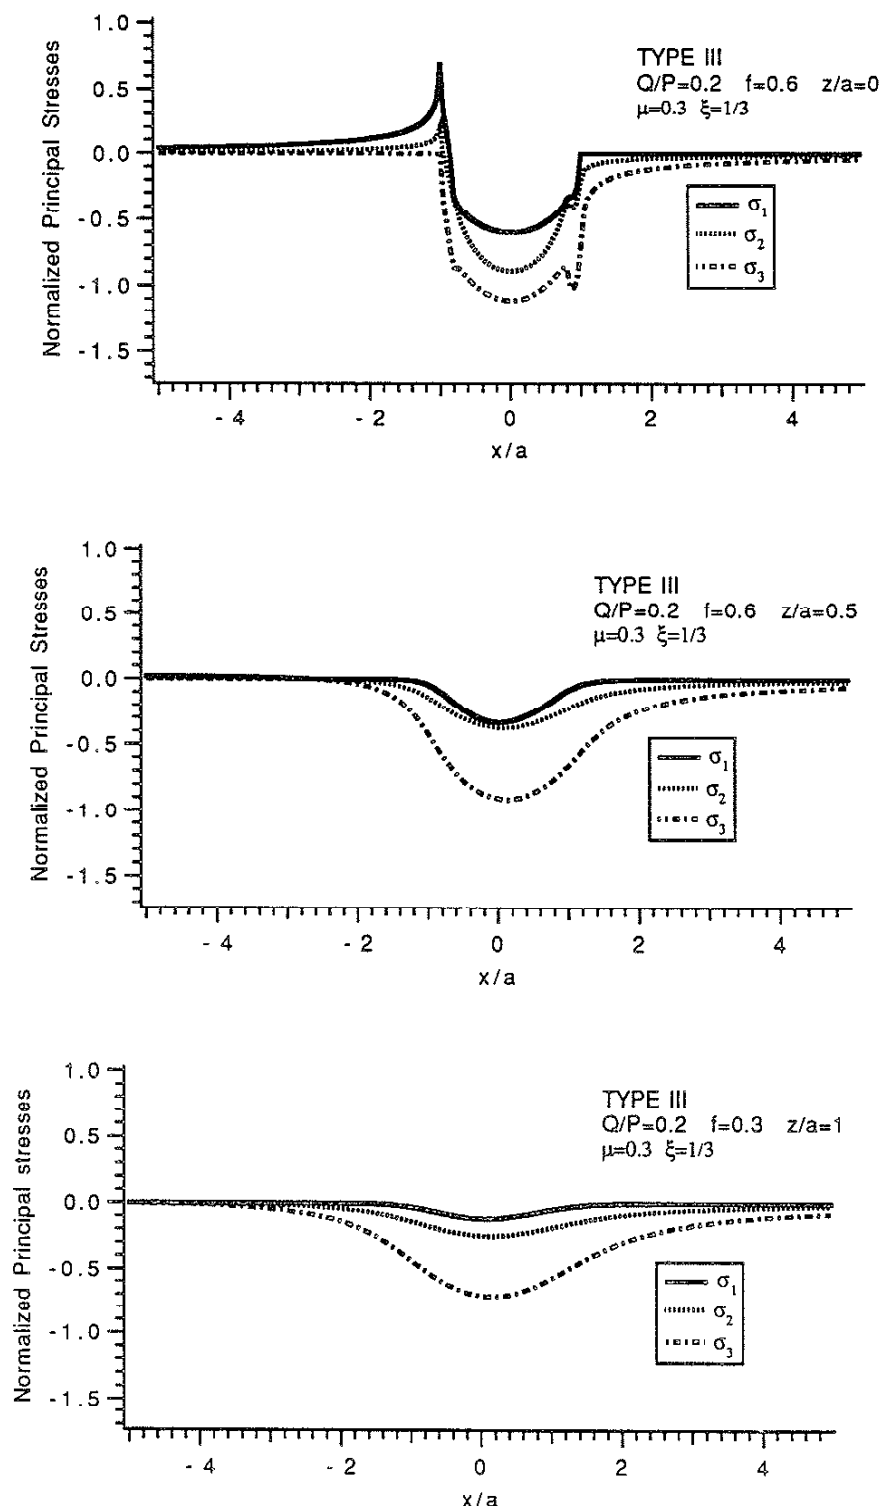 TYPE III
Q/P=0.2 f=0.6 z/a=0
μ=0.3 ξ=1/3
Normalized Principal Stresses
1.0
0.5
0.0
-0.5
-1.0
-1.5
σ1
σ2
σ3
-4 -2 0 2 4
x/a
TYPE III
Q/P=0.2 f=0.6 z/a=0.5
μ=0.3 ξ=1/3
Normalized Principal Stresses
1.0
0.5
0.0
-0.5
-1.0
-1.5
σ1
σ2
σ3
-4 -2 0 2 4
x/a
TYPE III
Q/P=0.2 f=0.3 z/a=1
μ=0.3 ξ=1/3
Normalized Principal stresses
1.0
0.5
0.0
-0.5
-1.0
-1.5
σ1
σ2
σ3
-4 -2 0 2 4
x/a